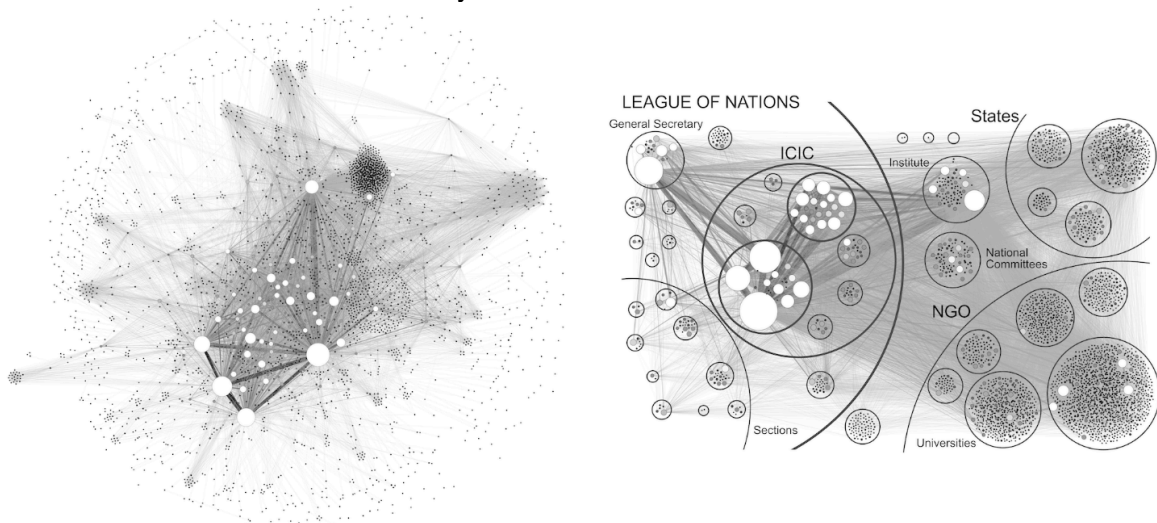 LEAGUE OF NATIONS
General Secretary
States
ICIC
Institute
National
Committees
NGO
Sections
Universities